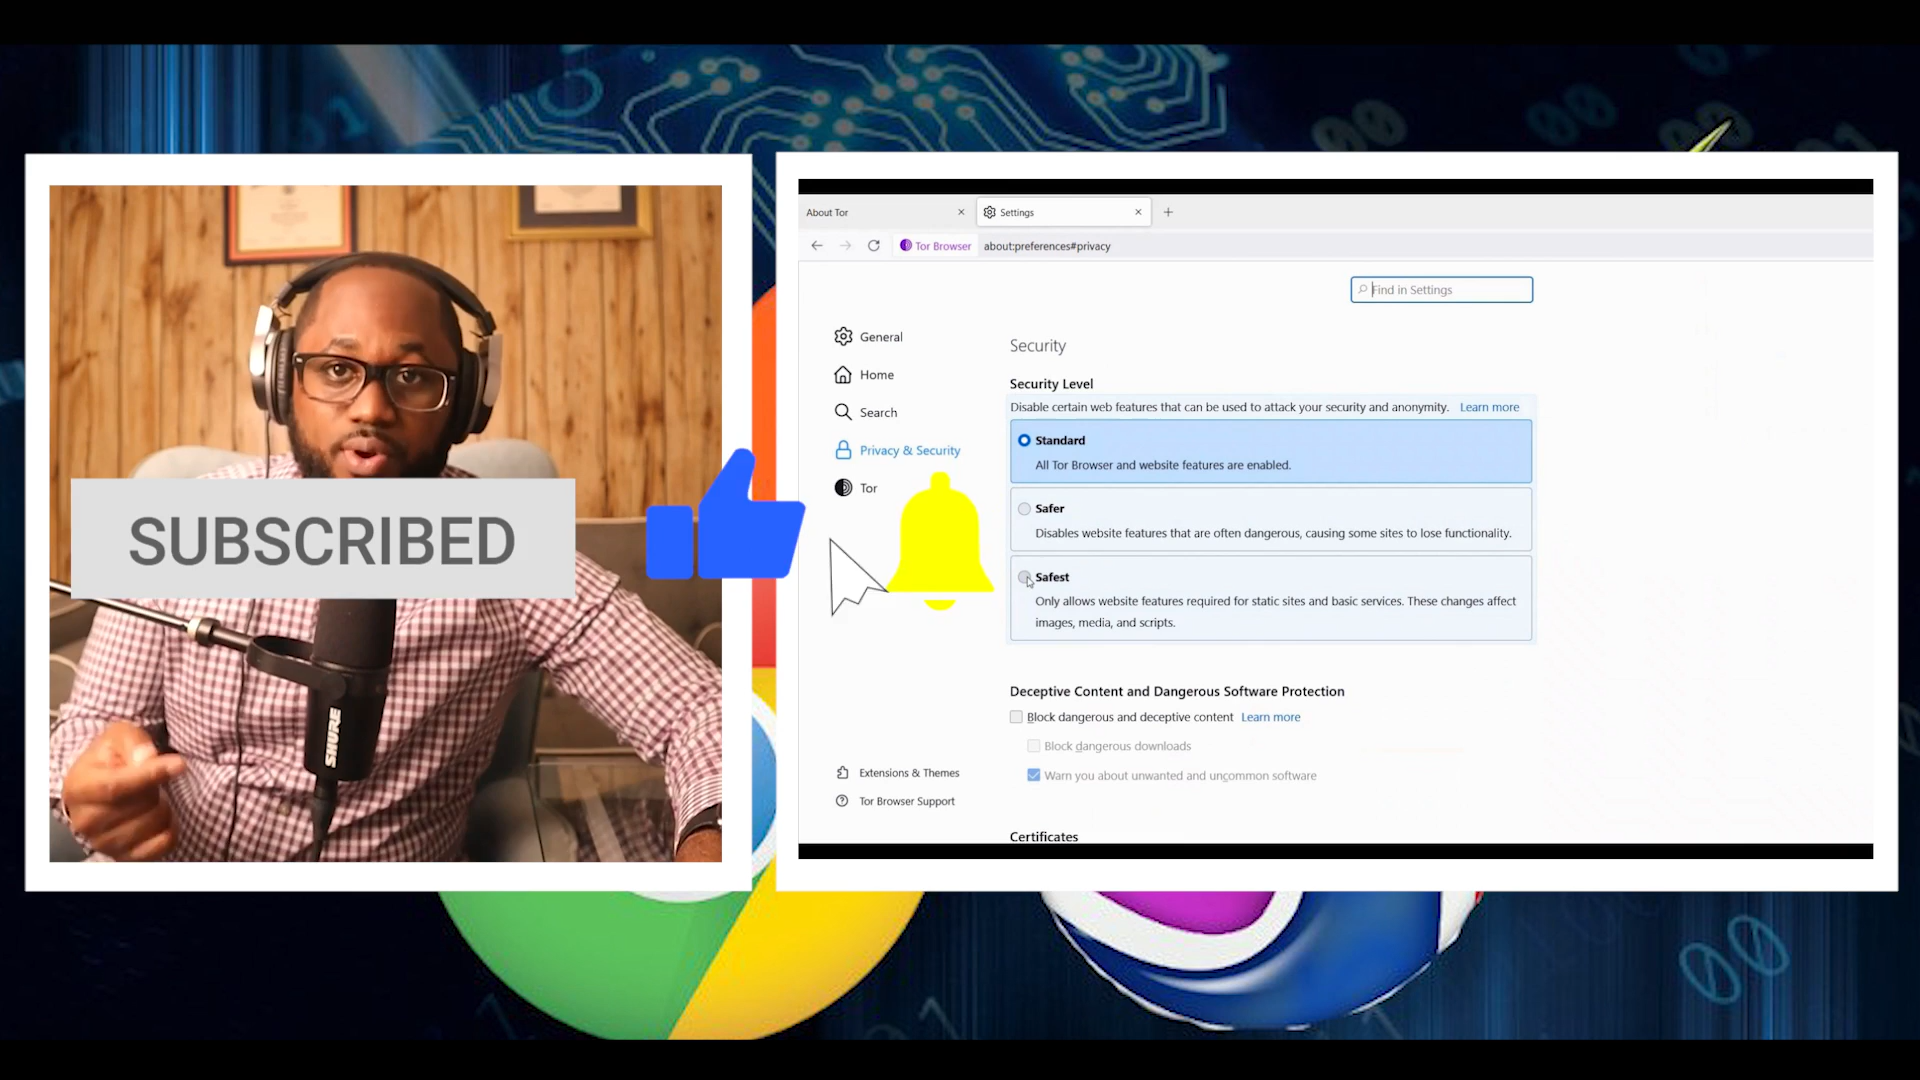 SUBSCRIBED
SHURE
About Tor
Settings
Tor Browser
about:preferences#privacy
Find in Settings
General
Home
Search
Privacy & Security
Tor
Extensions & Themes
Tor Browser Support
Security
Security Level
Disable certain web features that can be used to attack your security and anonymity. Learn more
Standard
All Tor Browser and website features are enabled.
Safer
Disables website features that are often dangerous, causing some sites to lose functionality.
Safest
Only allows website features required for static sites and basic services. These changes affect
images, media, and scripts.
Deceptive Content and Dangerous Software Protection
Block dangerous and deceptive content Learn more
Block dangerous downloads
Warn you about unwanted and uncommon software
Certificates